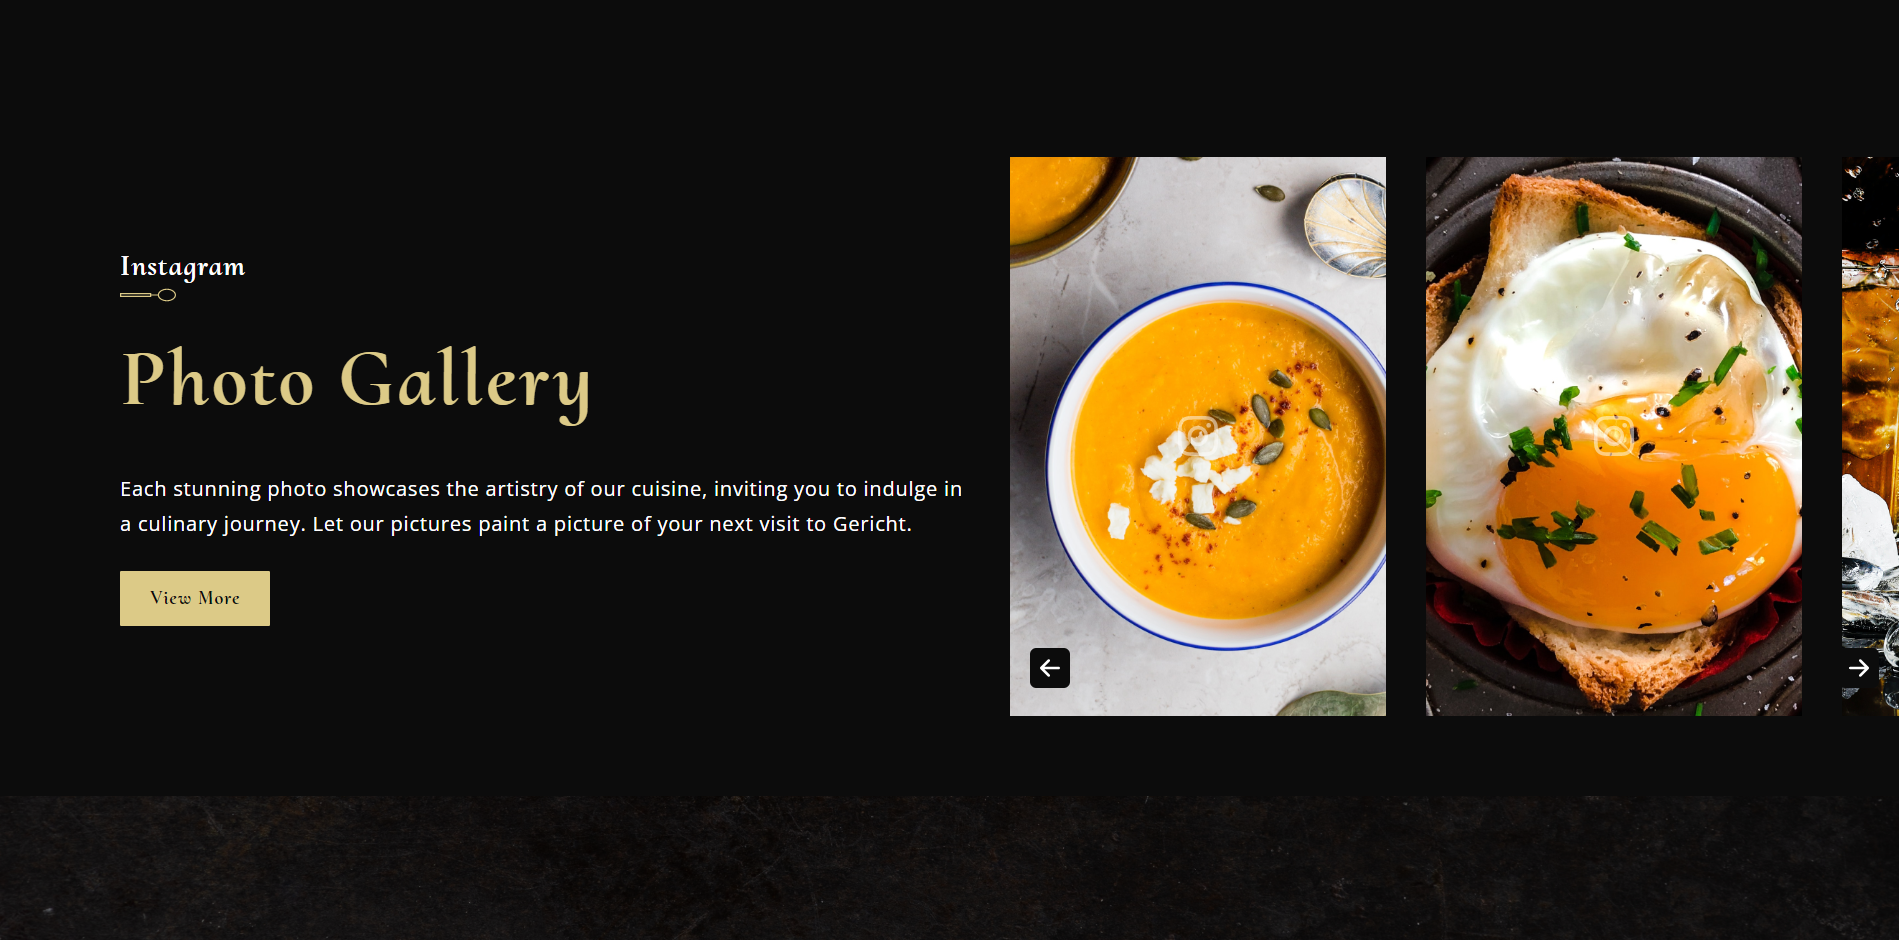 Instagram
Photo Gallery
Each stunning photo showcases the artistry of our cuisine, inviting you to indulge in
a culinary journey. Let our pictures paint a picture of your next visit to Gericht.
View More